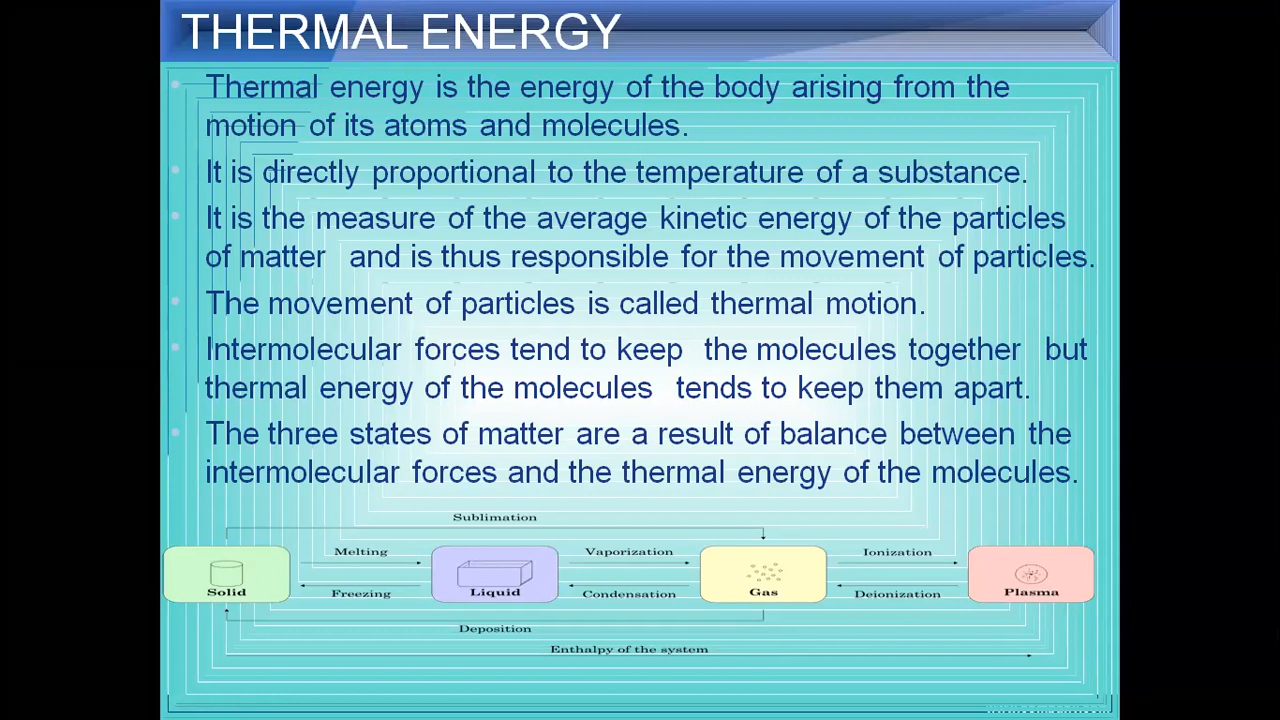 THERMAL ENERGY
Thermal energy is the energy of the body arising from the
motion of its atoms and molecules.
It is directly proportional to the temperature of a substance.
It is the measure of the average kinetic energy of the particles
of matter and is thus responsible for the movement of particles.
The movement of particles is called thermal motion.
Intermolecular forces tend to keep the molecules together but
thermal energy of the molecules tends to keep them apart.
The three states of matter are a result of balance between the
intermolecular forces and the thermal energy of the molecules.
Sublimation
Melting Vaporization Ionization
Solid Liquid Gas Plasma
Freezing Condensation Deionization
Deposition
Enthalpy of the system